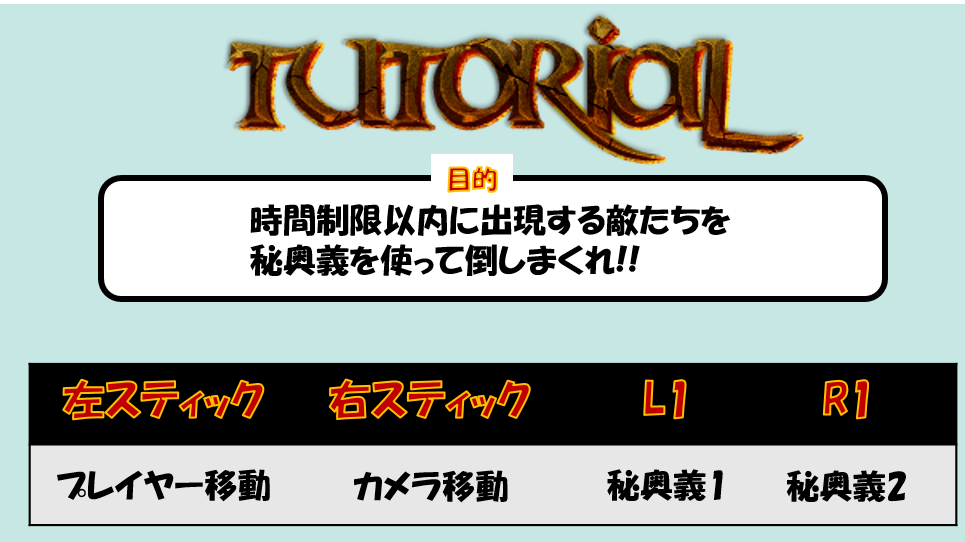 TUTORiAL
目的
時間制限以内に出現する敵たちを
秘奥義を使って倒しまくれ!!
左スティック 右スティック L1 R1
プレイヤー移動 カメラ移動 秘奥義1 秘奥義2